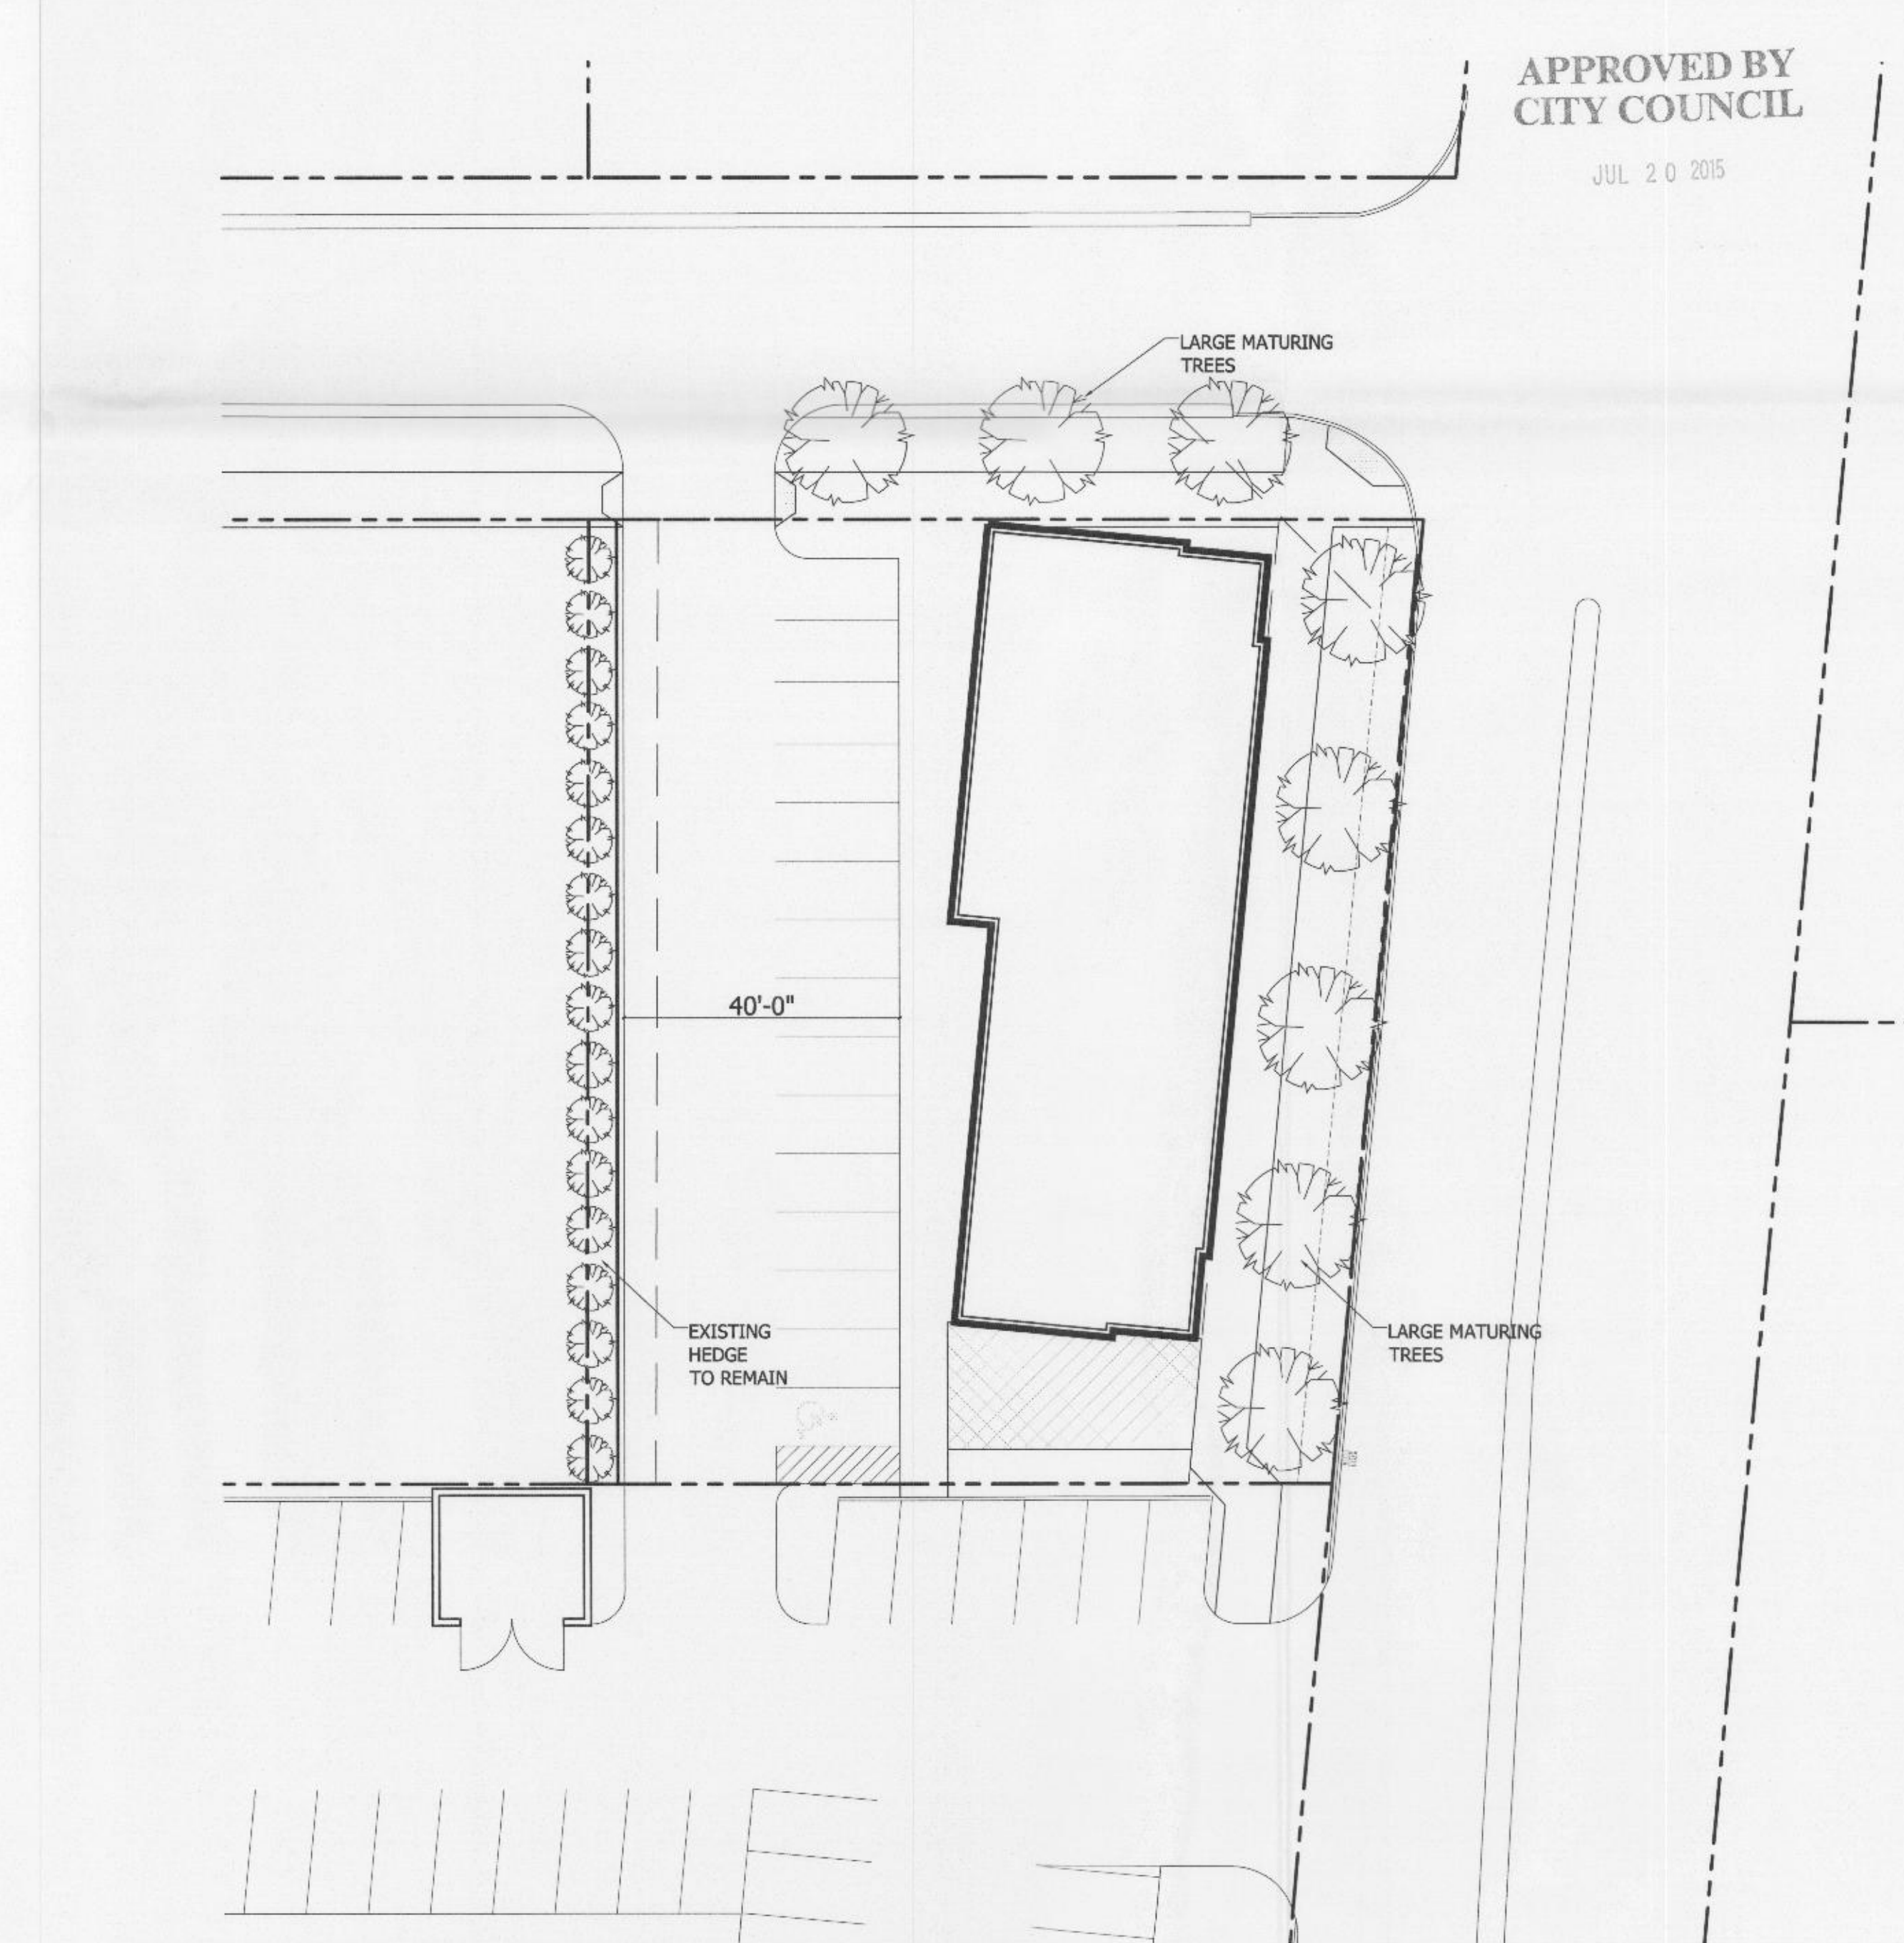 APPROVED BY
CITY COUNCIL
JUL 20 2015
LARGE MATURING
TREES
40'-0"
EXISTING
HEDGE
TO REMAIN
LARGE MATURING
TREES